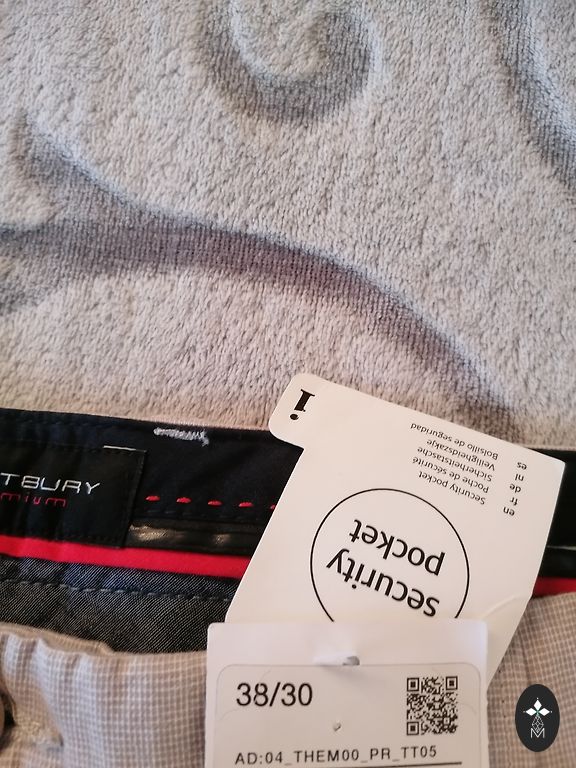 TBURY
mium
i
en Security pocket
fr Poche de sécurité
de Sicherheitstasche
nl Veiligheidszakje
es Bolsillo de seguridad
security
pocket
38/30
AD:04_THEM00_PR_TT05